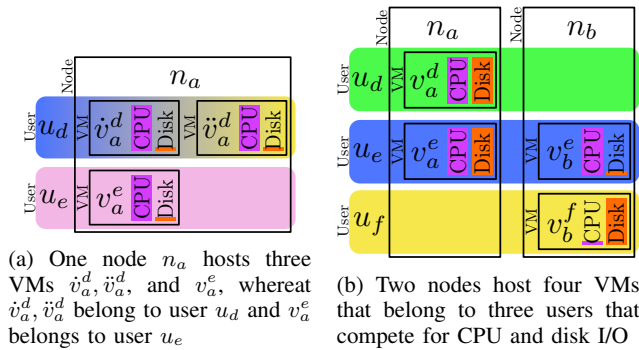 Node
n_a
User
u_d
VM
v̇_a^d
CPU
Disk
VM
v̈_a^d
CPU
Disk
User
u_e
VM
v_a^e
CPU
Disk
(a) One node n_a hosts three
VMs v̇_a^d, v̈_a^d, and v_a^e, whereat
v̇_a^d, v̈_a^d belong to user u_d and v_a^e
belongs to user u_e
Node
n_a
Node
n_b
User
u_d
VM
v_a^d
CPU
Disk
User
u_e
VM
v_a^e
CPU
Disk
VM
v_b^e
CPU
Disk
User
u_f
VM
v_b^f
CPU
Disk
(b) Two nodes host four VMs
that belong to three users that
compete for CPU and disk I/O